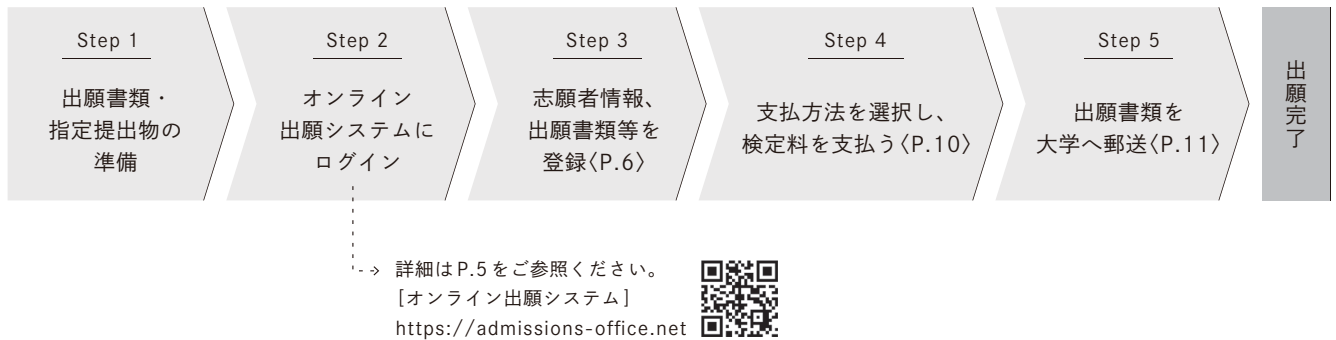 Step 1
出願書類・
指定提出物の
準備
Step 2
オンライン
出願システムに
ログイン
Step 3
志願者情報、
出願書類等を
登録〈P.6〉
Step 4
支払方法を選択し、
検定料を支払う〈P.10〉
Step 5
出願書類を
大学へ郵送〈P.11〉
出願完了
詳細はP.5をご参照ください。
[オンライン出願システム]
https://admissions-office.net